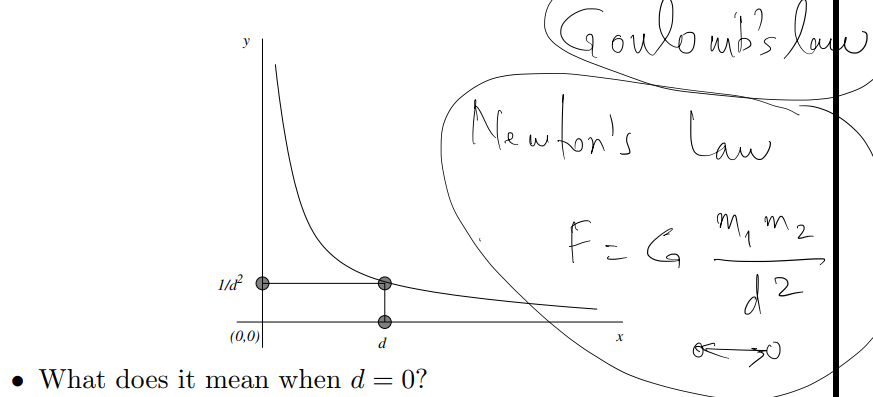 Coulomb's law
y
Newton's Law
F = G m₁ m₂ / d²
1/d²
(0,0)
d
x
• What does it mean when d = 0?